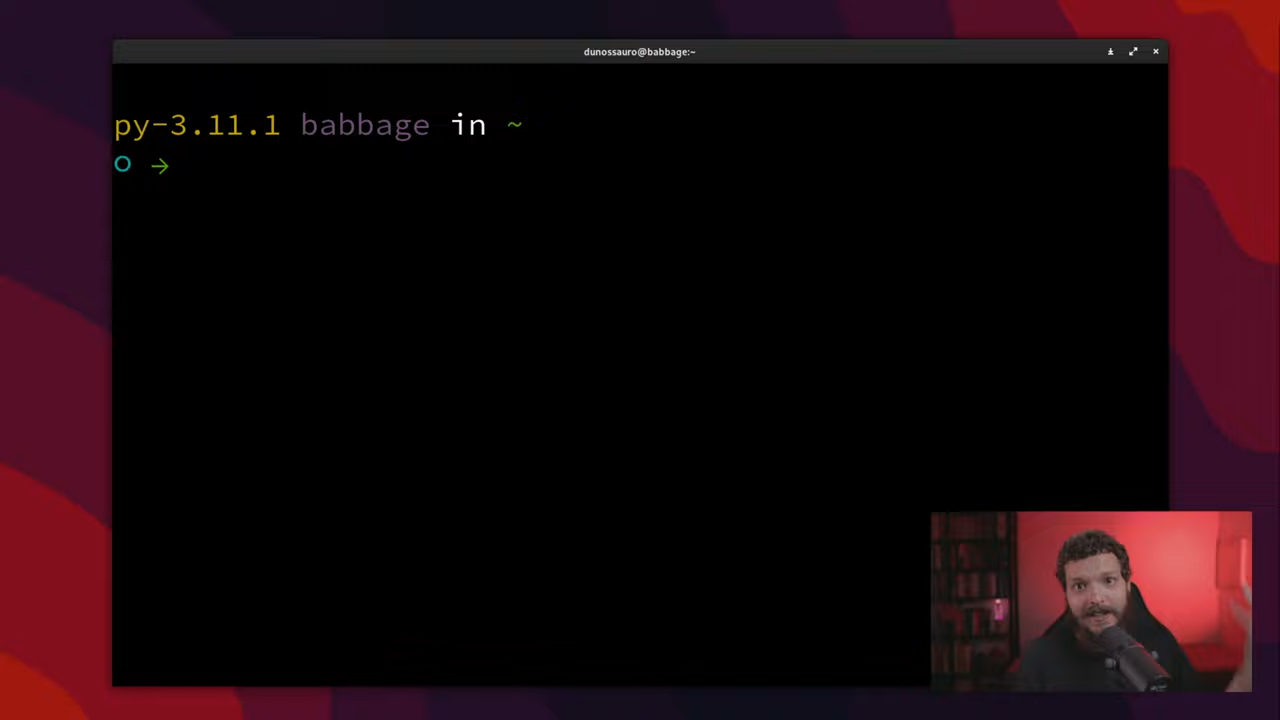 dunossauro@babbage:~
py-3.11.1 babbage in ~
○ →